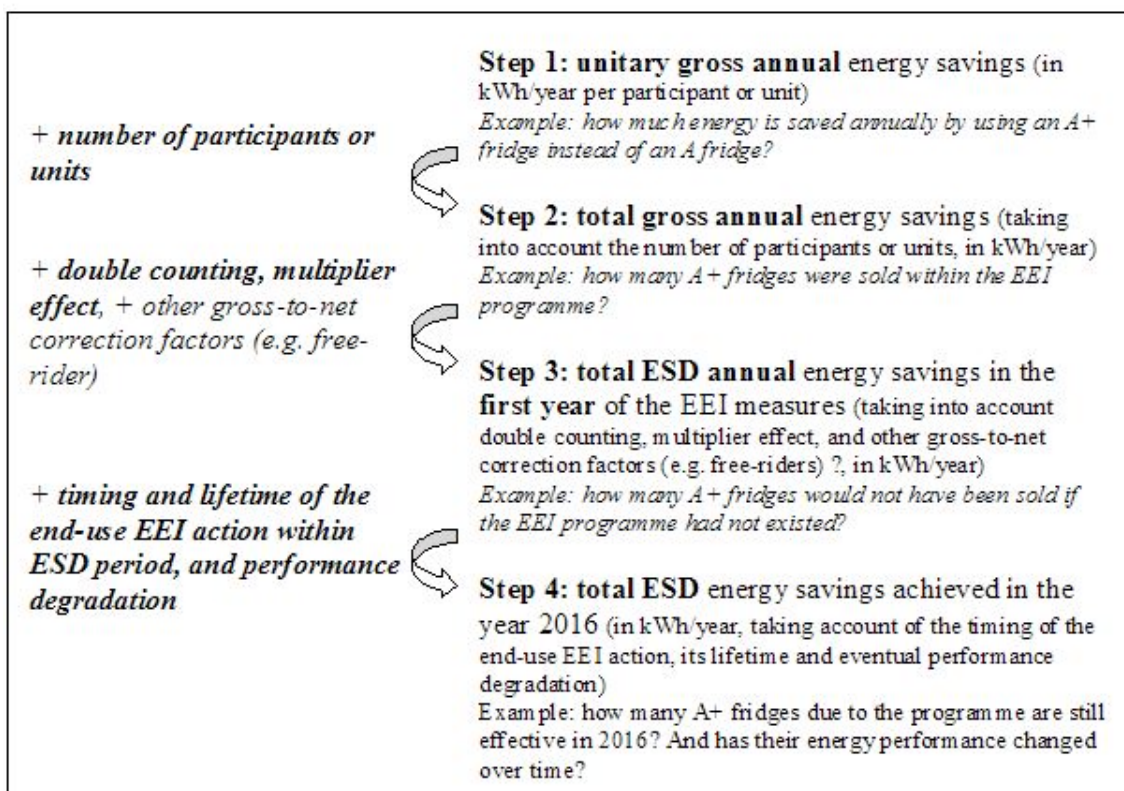 Step 1: unitary gross annual energy savings (in
kWh/year per participant or unit)
Example: how much energy is saved annually by using an A+
fridge instead of an A fridge?
+ number of participants or
units
Step 2: total gross annual energy savings (taking
into account the number of participants or units, in kWh/year)
Example: how many A+ fridges were sold within the EEI
programme?
+ double counting, multiplier
effect, + other gross-to-net
correction factors (e.g. free-
rider)
Step 3: total ESD annual energy savings in the
first year of the EEI measures (taking into account
double counting, multiplier effect, and other gross-to-net
correction factors (e.g. free-riders) ?, in kWh/year)
Example: how many A+ fridges would not have been sold if
the EEI programme had not existed?
+ timing and lifetime of the
end-use EEI action within
ESD period, and performance
degradation
Step 4: total ESD energy savings achieved in the
year 2016 (in kWh/year, taking account of the timing of the
end-use EEI action, its lifetime and eventual performance
degradation)
Example: how many A+ fridges due to the programme are still
effective in 2016? And has their energy performance changed
over time?